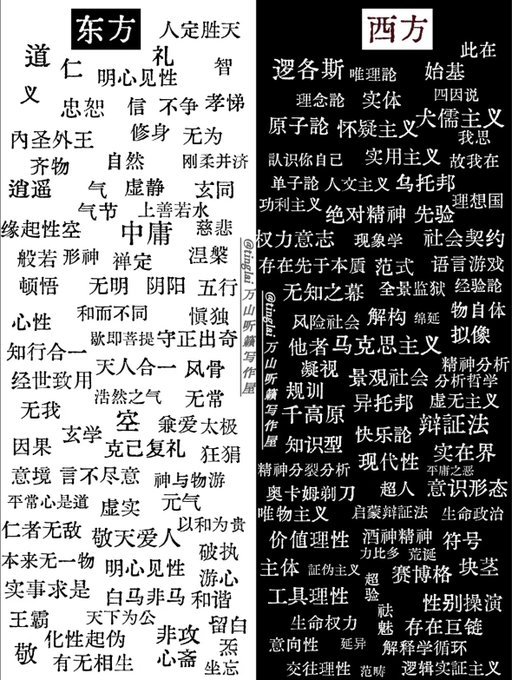 东方
人定胜天
道
仁
礼
智
明心见性
义
忠恕
信
不争
孝悌
內圣外王
修身
无为
齐物
自然
刚柔并济
逍遥
气
虚静
玄同
气节
上善若水
缘起性空
中庸
慈悲
般若
形神
禅定
涅槃
顿悟
无明
阴阳
五行
心性
和而不同
慎独
歇即菩提
守正出奇
知行合一
天人合一
风骨
经世致用
浩然之气
无常
无我
空
兼爱
太极
因果
玄学
克己复礼
狂狷
意境
言不尽意
神与物游
平常心是道
虚实
元气
仁者无敌
敬天爱人
以和为贵
破执
本来无一物
明心见性
游心
实事求是
白马非马
和谐
王霸
天下为公
留白
化性起伪
非攻
敬
有无相生
心斋
炁
坐忘
@tinglai 万山听籁写作屋
西方
此在
逻各斯
唯理論
始基
理念論
实体
四因说
原子論
怀疑主义
犬儒主义
我思
認识你自己
实用主义
故我在
单子論
人文主义
乌托邦
功利主义
理想国
绝对精神
先验
权力意志
现象学
社会契约
存在先于本质
范式
语言游戏
无知之幕
全景监狱
经验論
风险社会
解构
绵延
物自体
拟像
他者
马克思主义
凝视
精神分析
规训
景观社会
分析哲学
千高原
异托邦
虚无主义
辩証法
知识型
快乐論
实在界
精神分裂分析
现代性
平庸之恶
奥卡姆剃刀
超人
意识形态
唯物主义
启蒙辩証法
生命政治
价值理性
酒神精神
符号
力比多
荒诞
主体
証伪主义
超验
赛博格
块茎
工具理性
祛魅
性别操演
生命权力
存在巨链
意向性
延异
解释学循环
交往理性
范畴
逻辑实証主义
@tinglai 万山听籁写作屋